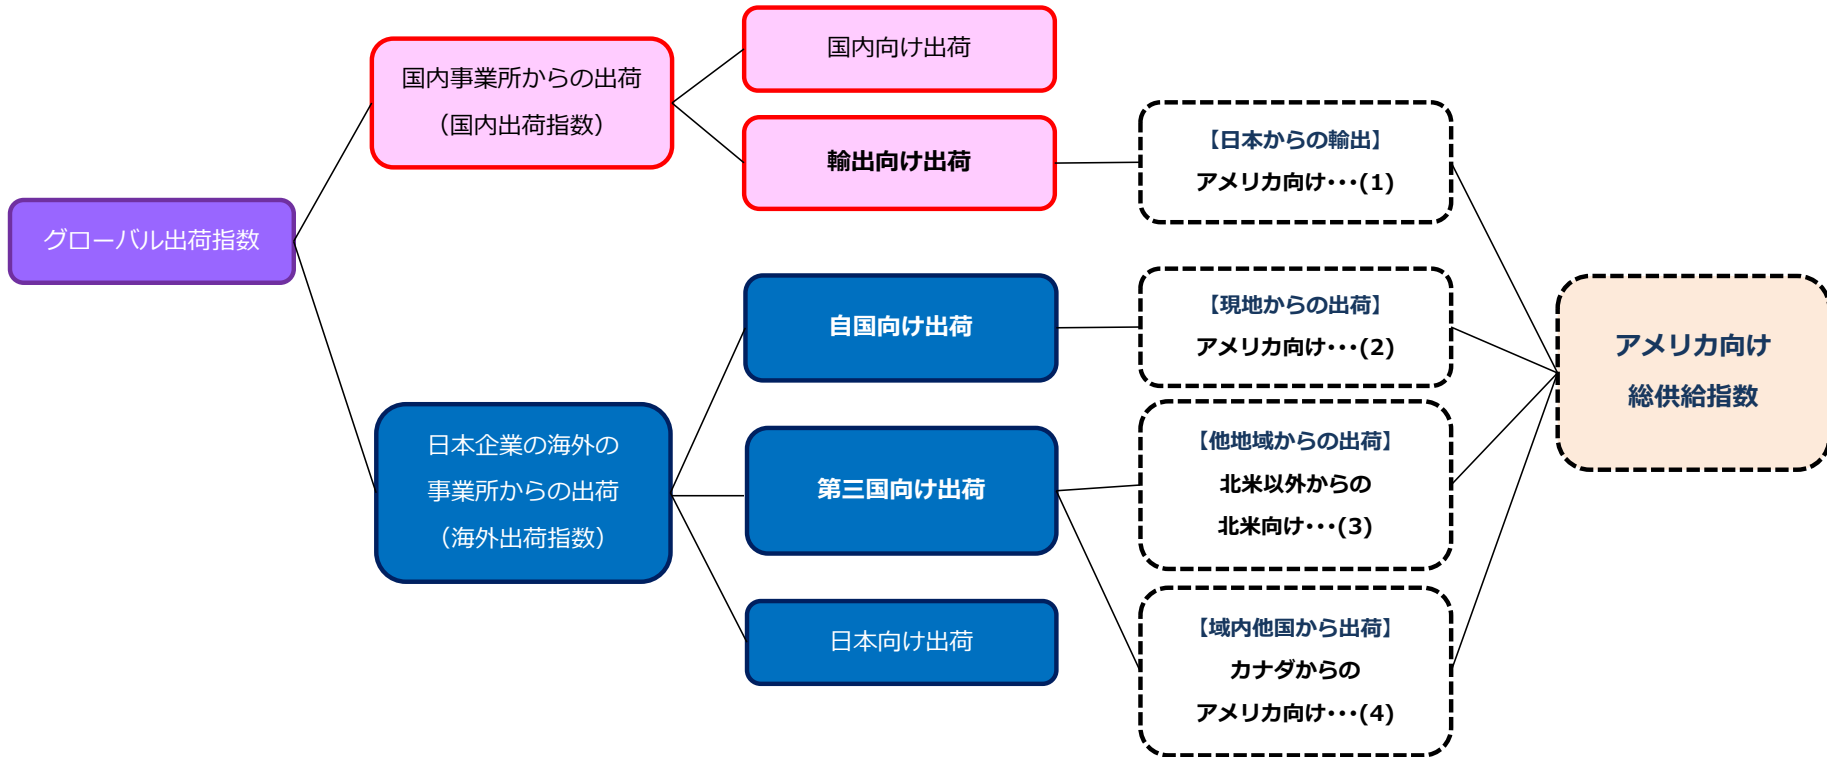 グローバル出荷指数
国内事業所からの出荷
（国内出荷指数）
日本企業の海外の
事業所からの出荷
（海外出荷指数）
国内向け出荷
輸出向け出荷
自国向け出荷
第三国向け出荷
日本向け出荷
【日本からの輸出】
アメリカ向け・・・(1)
【現地からの出荷】
アメリカ向け・・・(2)
【他地域からの出荷】
北米以外からの
北米向け・・・(3)
【域内他国から出荷】
カナダからの
アメリカ向け・・・(4)
アメリカ向け
総供給指数